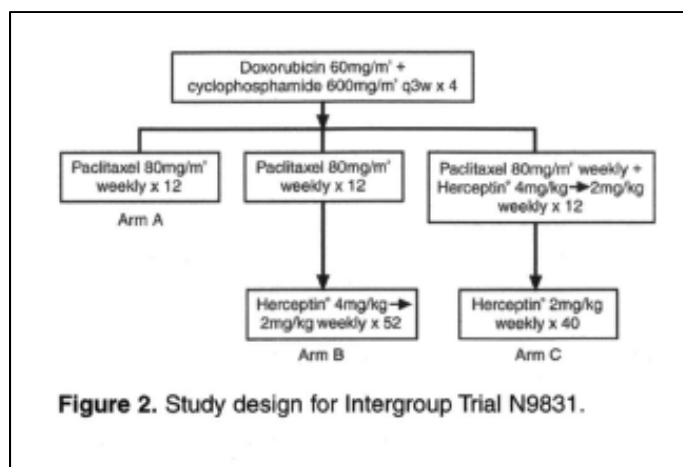 Doxorubicin 60mg/m² +
cyclophosphamide 600mg/m² q3w x 4
Paclitaxel 80mg/m²
weekly x 12
Arm A
Paclitaxel 80mg/m²
weekly x 12
Paclitaxel 80mg/m² weekly +
Herceptin® 4mg/kg➔2mg/kg
weekly x 12
Herceptin® 4mg/kg➔
2mg/kg weekly x 52
Arm B
Herceptin® 2mg/kg
weekly x 40
Arm C
Figure 2. Study design for Intergroup Trial N9831.